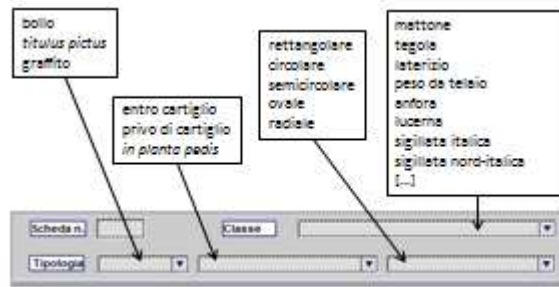 bollo
titulus pictus
graffito
entro cartiglio
privo di cartiglio
in planta pedis
rettangolare
circolare
semicircolare
ovale
radiale
mattone
tegola
laterizio
peso da telaio
anfora
lucerna
sigillata italica
sigillata nord-italica
[...]
Scheda n. Classe
Tipologia